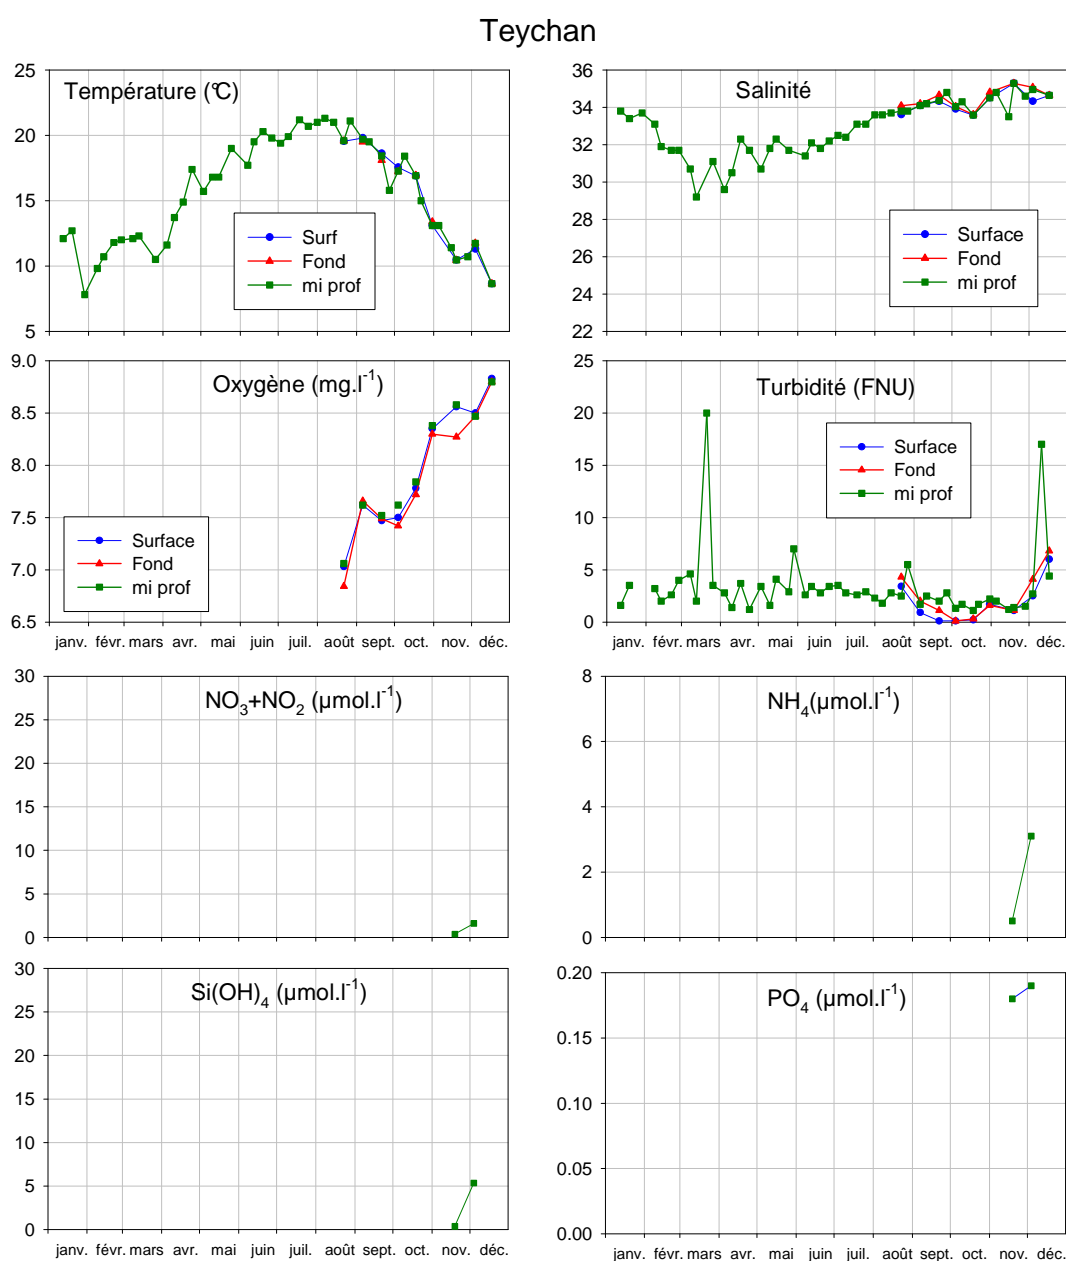 Teychan
Température (°C)
25
20
15
10
5
Surf
Fond
mi prof
Salinité
36
34
32
30
28
26
24
22
Surface
Fond
mi prof
Oxygène (mg.l-1)
9.0
8.5
8.0
7.5
7.0
6.5
Surface
Fond
mi prof
janv. févr. mars avr. mai juin juil. août sept. oct. nov. déc.
Turbidité (FNU)
25
20
15
10
5
0
Surface
Fond
mi prof
janv. févr. mars avr. mai juin juil. août sept. oct. nov. déc.
NO3+NO2 (µmol.l-1)
30
25
20
15
10
5
0
NH4(µmol.l-1)
8
6
4
2
0
Si(OH)4 (µmol.l-1)
30
25
20
15
10
5
0
janv. févr. mars avr. mai juin juil. août sept. oct. nov. déc.
PO4 (µmol.l-1)
0.20
0.15
0.10
0.05
0.00
janv. févr. mars avr. mai juin juil. août sept. oct. nov. déc.